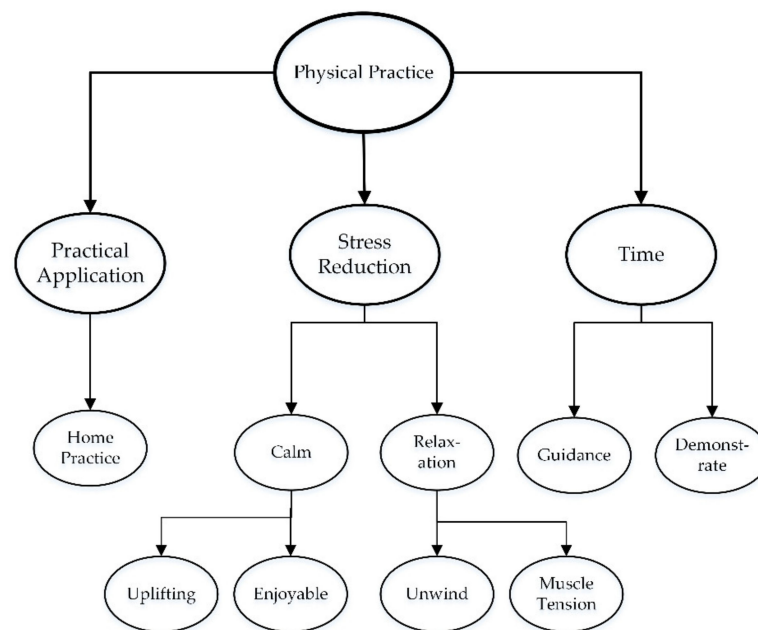 Physical Practice
Practical
Application
Stress
Reduction
Time
Home
Practice
Calm
Relax-
ation
Guidance
Demonst-
rate
Uplifting
Enjoyable
Unwind
Muscle
Tension